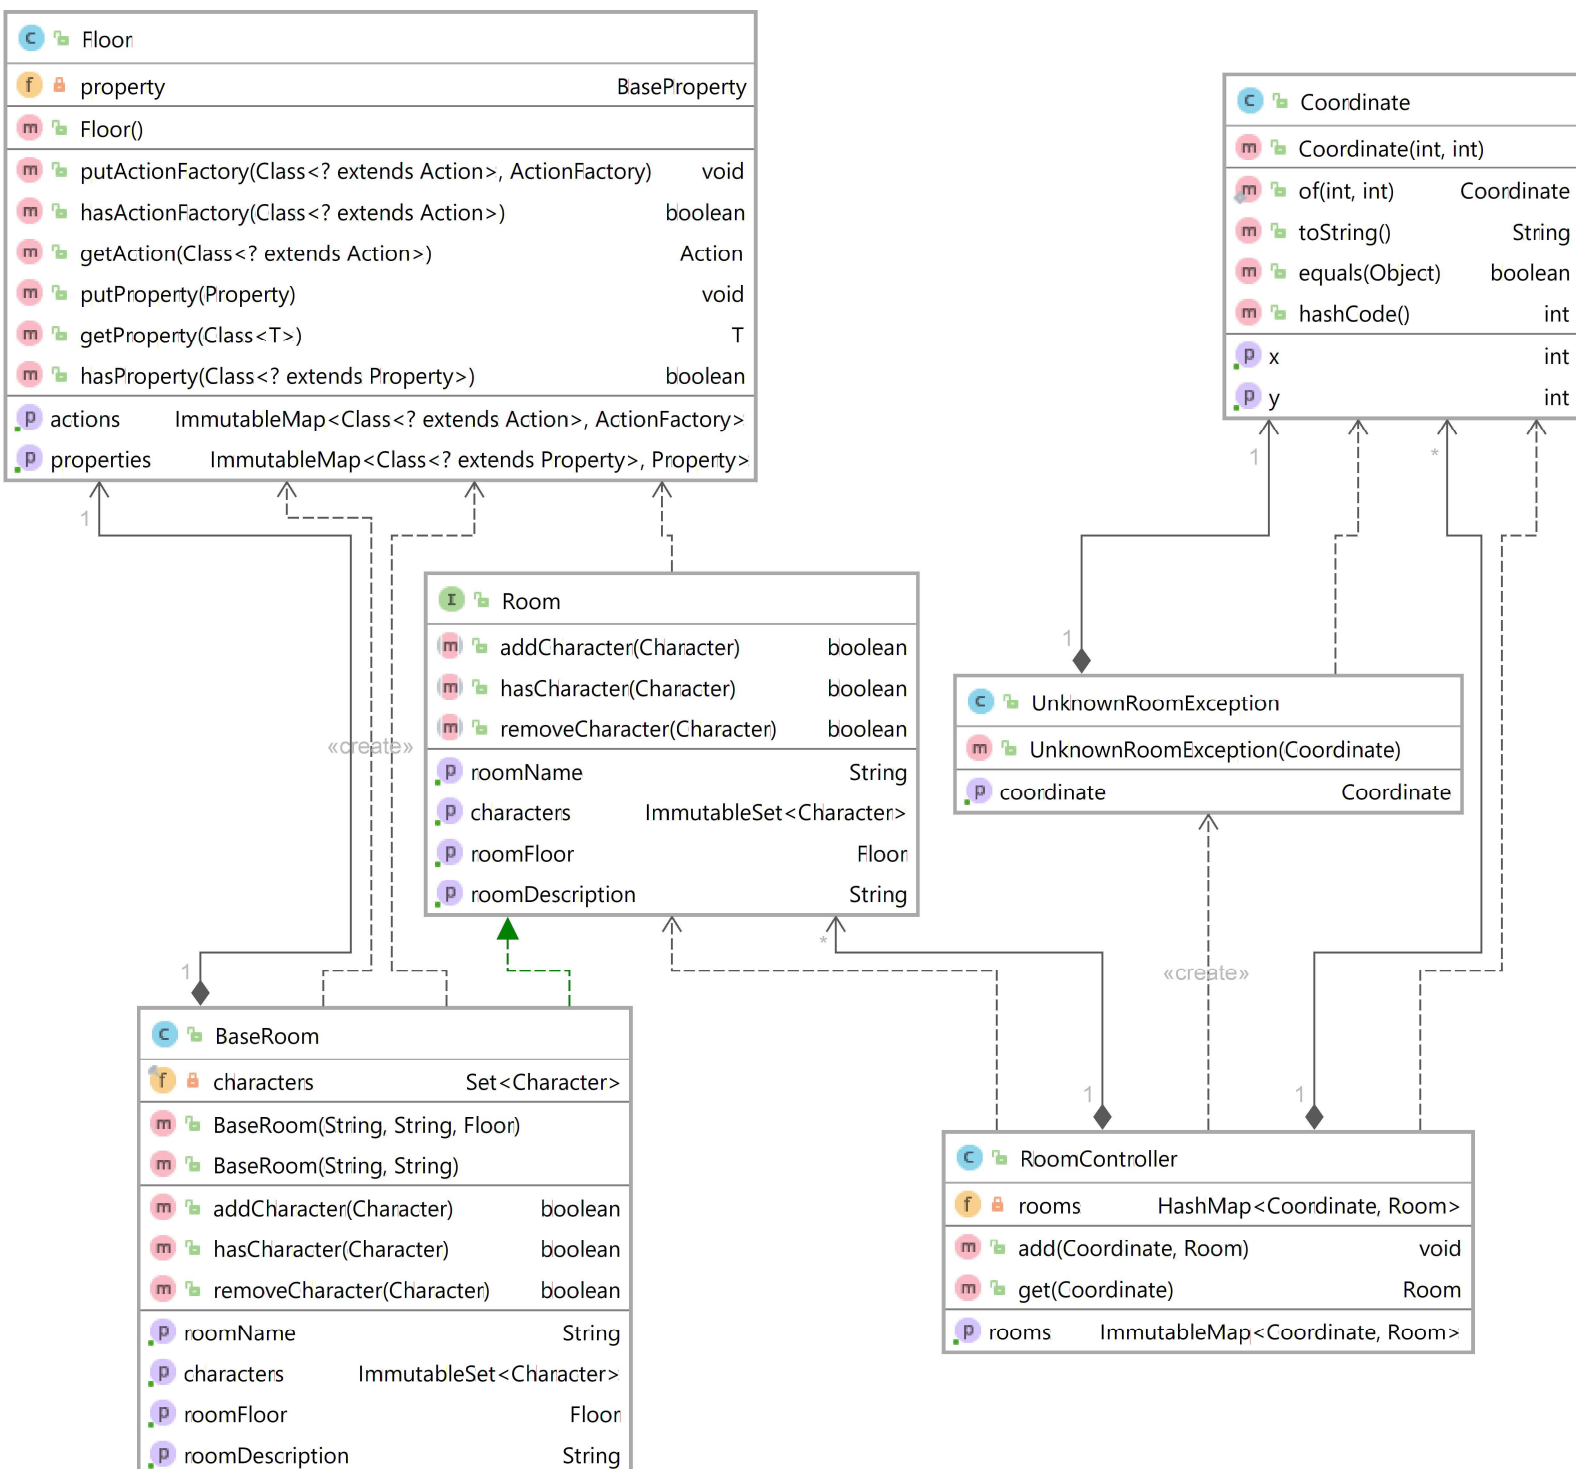 Floor
property BaseProperty
Floor()
putActionFactory(Class<? extends Action>, ActionFactory) void
hasActionFactory(Class<? extends Action>) boolean
getAction(Class<? extends Action>) Action
putProperty(Property) void
getProperty(Class<T>) T
hasProperty(Class<? extends Property>) boolean
actions ImmutableMap<Class<? extends Action>, ActionFactory>
properties ImmutableMap<Class<? extends Property>, Property>
Coordinate
Coordinate(int, int)
of(int, int) Coordinate
toString() String
equals(Object) boolean
hashCode() int
x int
y int
1
1
*
Room
addCharacter(Character) boolean
hasCharacter(Character) boolean
removeCharacter(Character) boolean
roomName String
characters ImmutableSet<Character>
roomFloor Floor
roomDescription String
1
UnknownRoomException
UnknownRoomException(Coordinate)
coordinate Coordinate
«create»
*
«create»
1
1
1
BaseRoom
characters Set<Character>
BaseRoom(String, String, Floor)
BaseRoom(String, String)
addCharacter(Character) boolean
hasCharacter(Character) boolean
removeCharacter(Character) boolean
roomName String
characters ImmutableSet<Character>
roomFloor Floor
roomDescription String
RoomController
rooms HashMap<Coordinate, Room>
add(Coordinate, Room) void
get(Coordinate) Room
rooms ImmutableMap<Coordinate, Room>